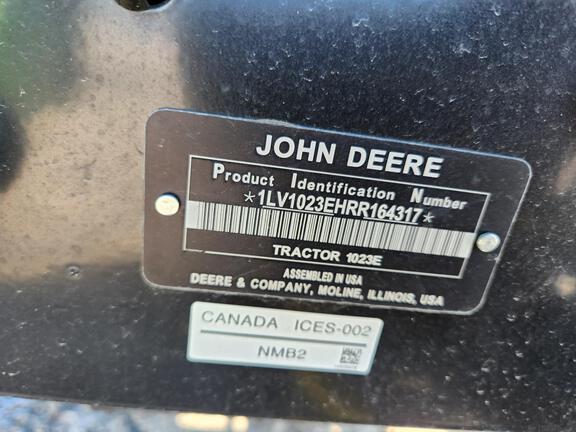 JOHN DEERE
Product Identification Number
*1LV1023EHRR164317*
TRACTOR 1023E
ASSEMBLED IN USA
DEERE & COMPANY, MOLINE, ILLINOIS, USA
CANADA ICES-002
NMB2